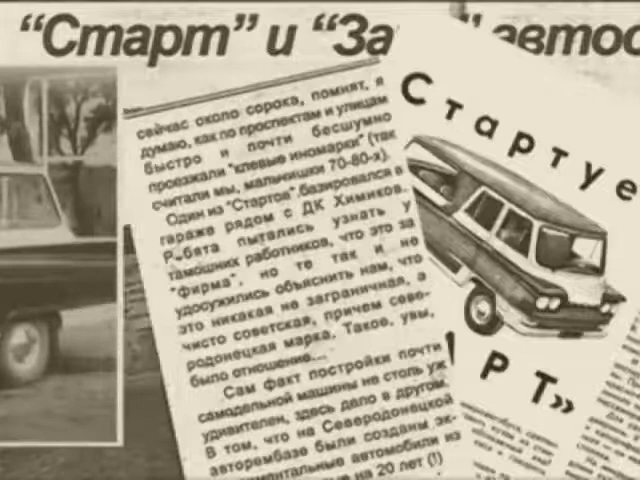 “Старт” и “За
” автос
сейчас около сорока, помнят, я
думаю, как по проспектам и улицам
быстро и почти бесшумно
проезжали "клевые иномарки" (так
считали мы, мальчишки 70-80-х).
Один из "Стартов" базировался в
гараже рядом с ДК Химиков.
Ребята пытались узнать у
тамошних работников, что это за
"фирма", но те так и не
удосужились объяснить нам, что
это никакая не заграничная, а
чисто советская, причем севе-
родонецкая марка. Такое, увы,
было отношение...
Сам факт постройки почти
самодельной машины не столь уж
удивителен, здесь дело в другом.
В том, что на Северодонецкой
авторембазе были созданы эк-
ментальные автомобили из
на 20 лет (!)
Стартуе
РТ»